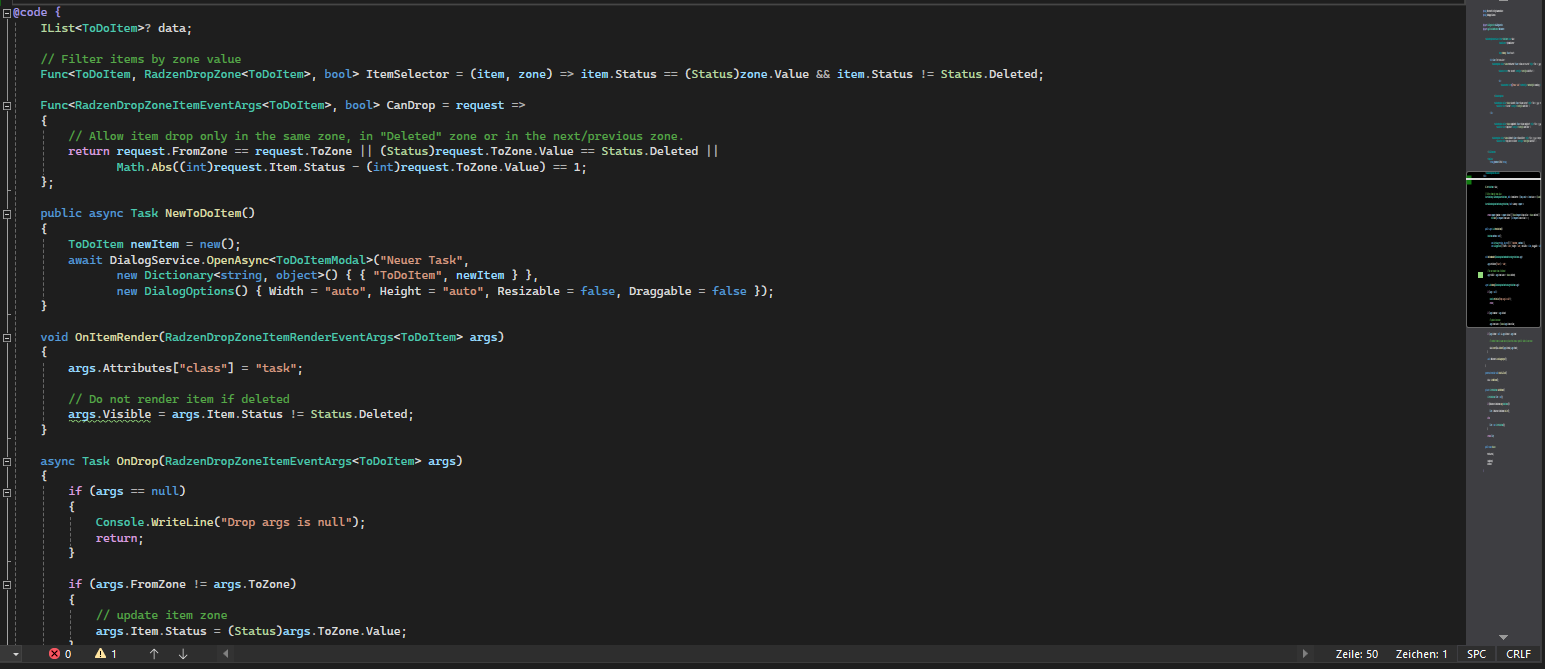 @code {
    IList<ToDoItem>? data;
    // Filter items by zone value
    Func<ToDoItem, RadzenDropZone<ToDoItem>, bool> ItemSelector = (item, zone) => item.Status == (Status)zone.Value && item.Status != Status.Deleted;
    Func<RadzenDropZoneItemEventArgs<ToDoItem>, bool> CanDrop = request =>
    {
        // Allow item drop only in the same zone, in "Deleted" zone or in the next/previous zone.
        return request.FromZone == request.ToZone || (Status)request.ToZone.Value == Status.Deleted ||
               Math.Abs((int)request.Item.Status - (int)request.ToZone.Value) == 1;
    };
    public async Task NewToDoItem()
    {
        ToDoItem newItem = new();
        await DialogService.OpenAsync<ToDoItemModal>("Neuer Task",
               new Dictionary<string, object>() { { "ToDoItem", newItem } },
               new DialogOptions() { Width = "auto", Height = "auto", Resizable = false, Draggable = false });
    }
    void OnItemRender(RadzenDropZoneItemRenderEventArgs<ToDoItem> args)
    {
        args.Attributes["class"] = "task";
        // Do not render item if deleted
        args.Visible = args.Item.Status != Status.Deleted;
    }
    async Task OnDrop(RadzenDropZoneItemEventArgs<ToDoItem> args)
    {
        if (args == null)
        {
            Console.WriteLine("Drop args is null");
            return;
        }
        if (args.FromZone != args.ToZone)
        {
            // update item zone
            args.Item.Status = (Status)args.ToZone.Value;
0 1 Zeile: 50 Zeichen: 1 SPC CRLF